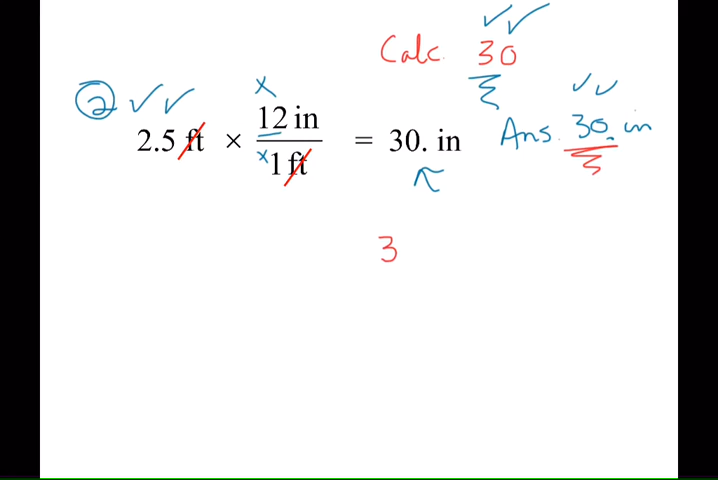 Calc. 30
2 ✓✓
2.5 ft × 12 in / 1 ft = 30. in
Ans. 30. in
3